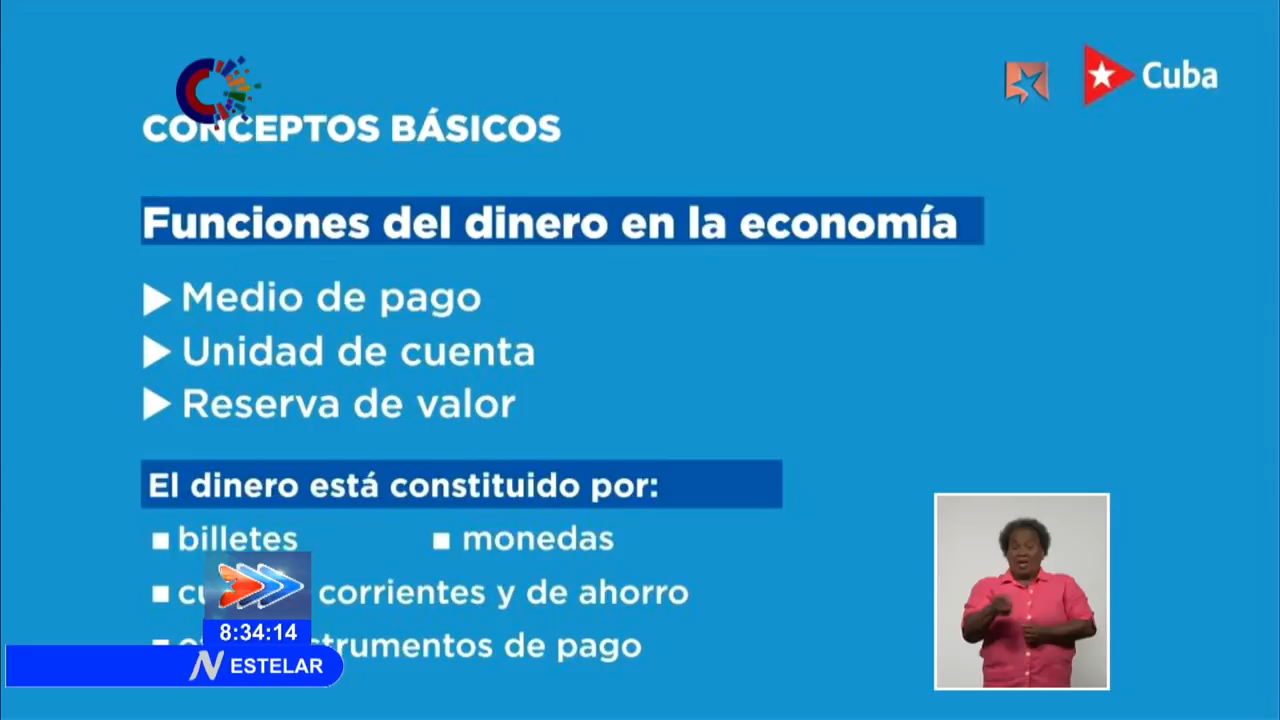 Cuba
CONCEPTOS BÁSICOS
Funciones del dinero en la economía
Medio de pago
Unidad de cuenta
Reserva de valor
El dinero está constituido por:
billetes
monedas
corrientes y de ahorro
de pago
8:34:14
N ESTELAR